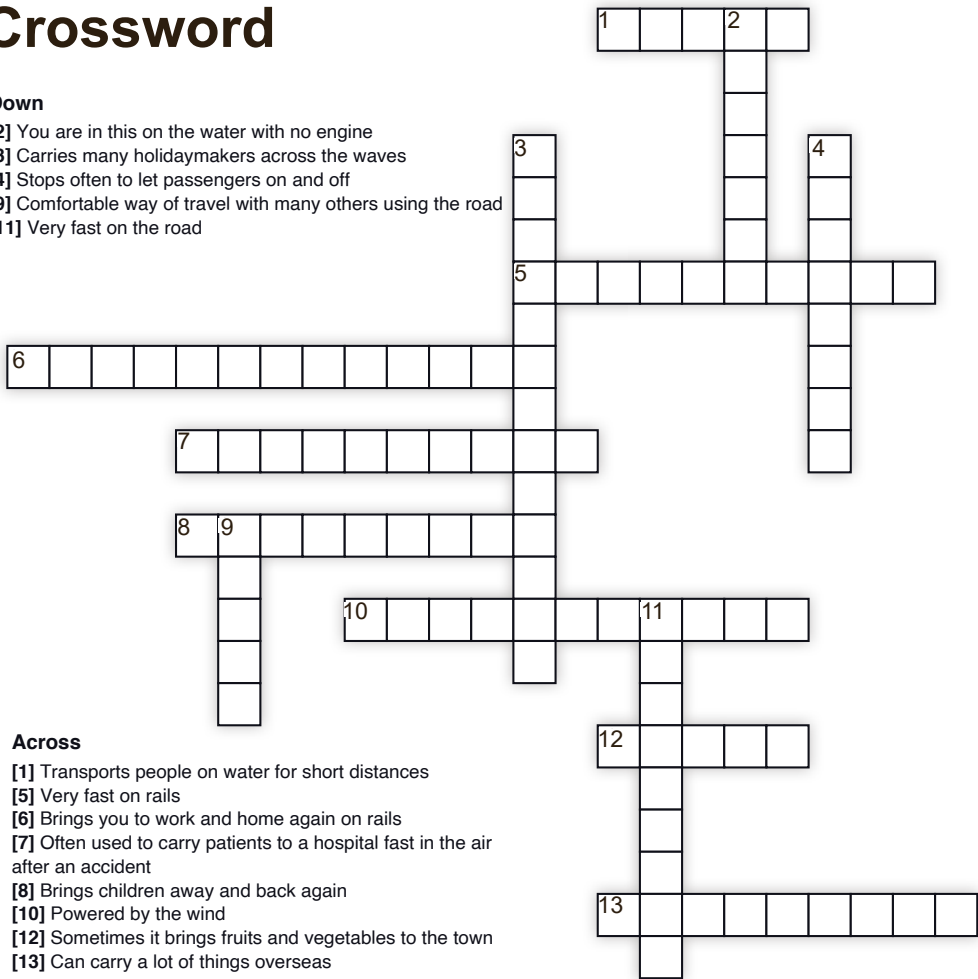 Crossword
Down
2] You are in this on the water with no engine
3] Carries many holidaymakers across the waves
4] Stops often to let passengers on and off
9] Comfortable way of travel with many others using the road
11] Very fast on the road
1 2
3 4
5
6
7
8 9
10 11
12
13
Across
[1] Transports people on water for short distances
[5] Very fast on rails
[6] Brings you to work and home again on rails
[7] Often used to carry patients to a hospital fast in the air
after an accident
[8] Brings children away and back again
[10] Powered by the wind
[12] Sometimes it brings fruits and vegetables to the town
[13] Can carry a lot of things overseas